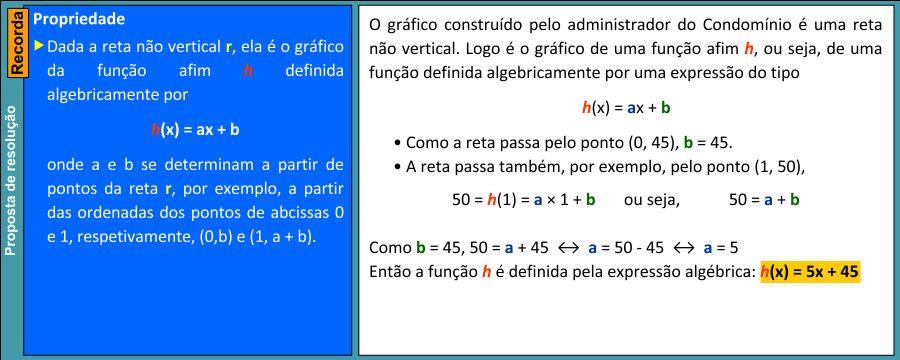 Recorda
Proposta de resolução
Propriedade
Dada a reta não vertical r, ela é o gráfico
da função afim h definida
algebricamente por
h(x) = ax + b
onde a e b se determinam a partir de
pontos da reta r, por exemplo, a partir
das ordenadas dos pontos de abcissas 0
e 1, respetivamente, (0,b) e (1, a + b).
O gráfico construído pelo administrador do Condomínio é uma reta
não vertical. Logo é o gráfico de uma função afim h, ou seja, de uma
função definida algebricamente por uma expressão do tipo
h(x) = ax + b
• Como a reta passa pelo ponto (0, 45), b = 45.
• A reta passa também, por exemplo, pelo ponto (1, 50),
50 = h(1) = a × 1 + b ou seja, 50 = a + b
Como b = 45, 50 = a + 45 ↔ a = 50 - 45 ↔ a = 5
Então a função h é definida pela expressão algébrica: h(x) = 5x + 45